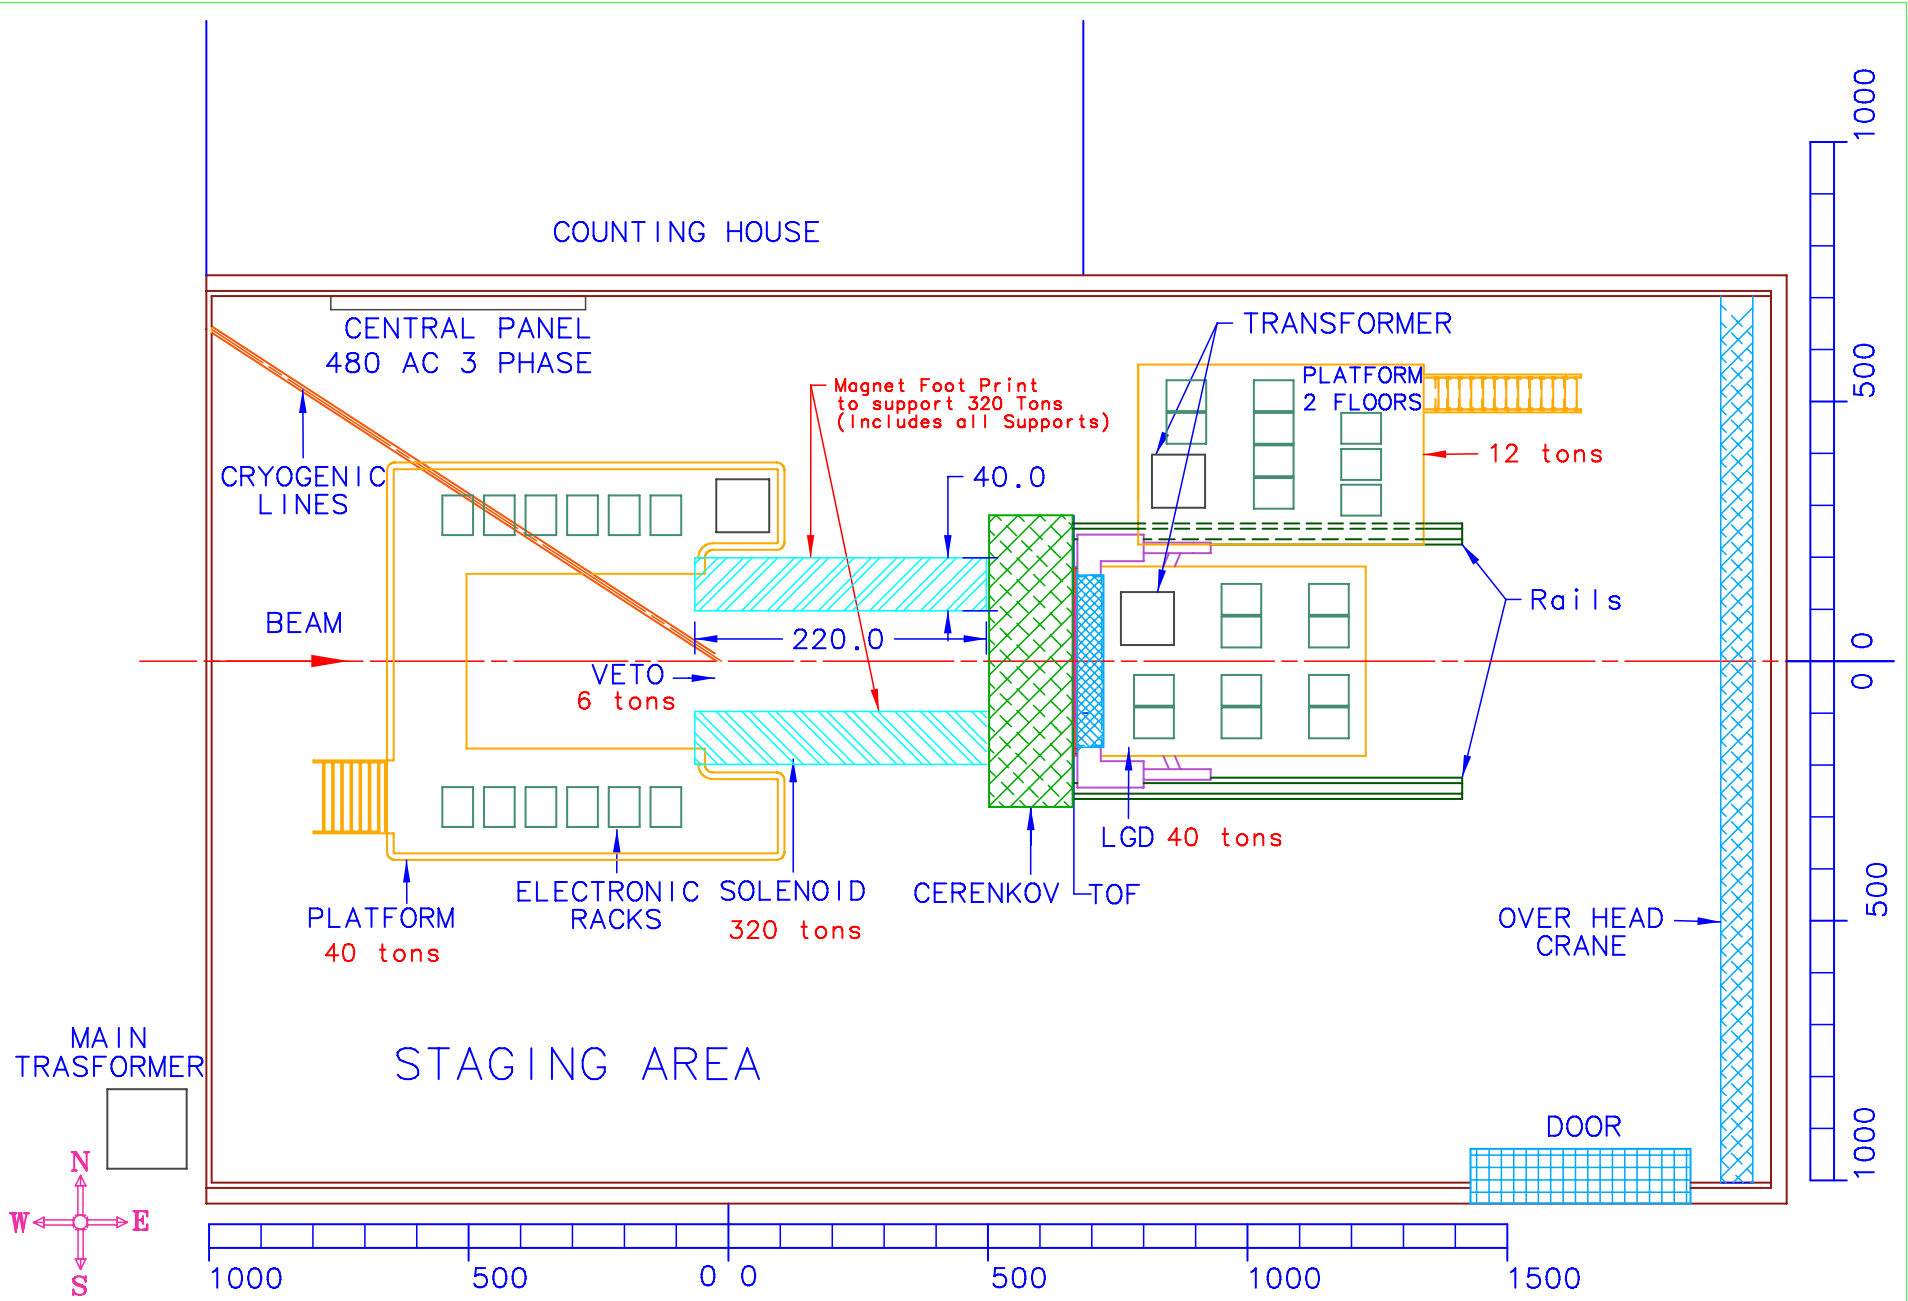 COUNTING HOUSE
1000
CENTRAL PANEL
480 AC 3 PHASE
TRANSFORMER
Magnet Foot Print
to support 320 Tons
(Includes all Supports)
PLATFORM
2 FLOORS
500
12 tons
CRYOGENIC
LINES
40.0
Rails
BEAM
220.0
0
0
VETO
6 tons
LGD 40 tons
ELECTRONIC
RACKS
SOLENOID
320 tons
CERENKOV
TOF
PLATFORM
40 tons
OVER HEAD
CRANE
500
MAIN
TRASFORMER
STAGING AREA
DOOR
1000
N
W
E
S
1000
500
0 0
500
1000
1500